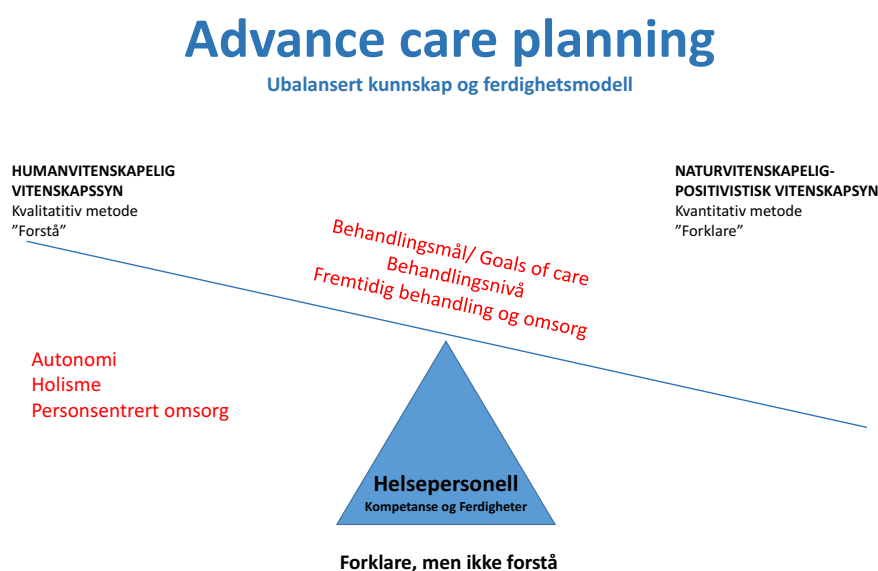 Advance care planning
Ubalansert kunnskap og ferdighetsmodell
HUMANVITENSKAPELIG
VITENSKAPSSYN
Kvalitatitiv metode
”Forstå”
NATURVITENSKAPELIG-
POSITIVISTISK VITENSKAPSYN
Kvantitativ metode
”Forklare”
Behandlingsmål/ Goals of care
Behandlingsnivå
Fremtidig behandling og omsorg
Autonomi
Holisme
Personsentrert omsorg
Helsepersonell
Kompetanse og Ferdigheter
Forklare, men ikke forstå